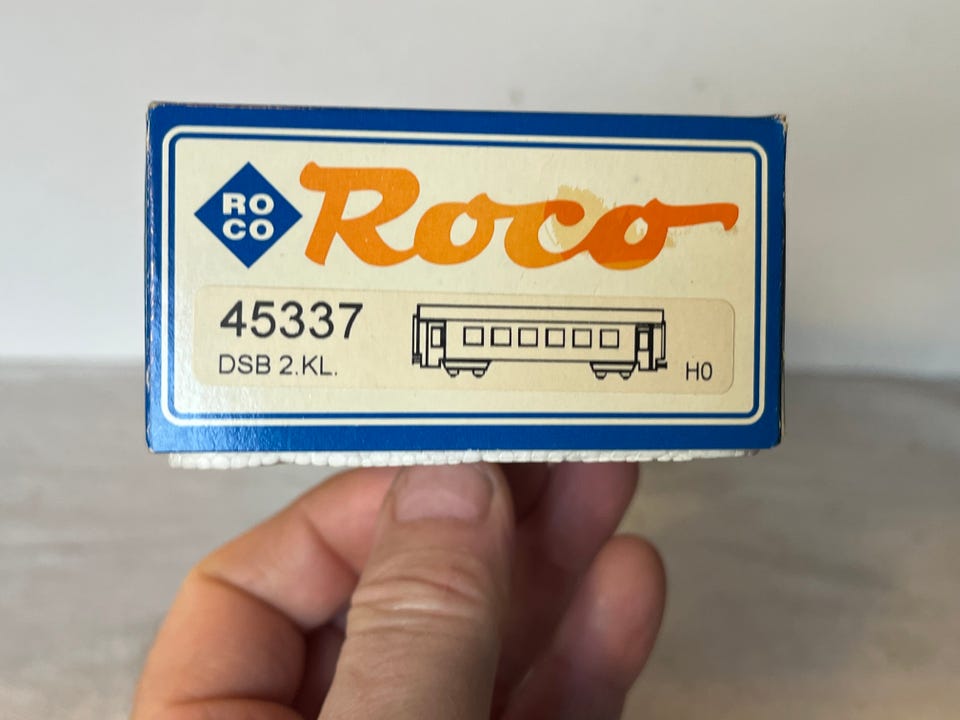 RO
CO
Roco
45337
DSB 2.KL.
H0